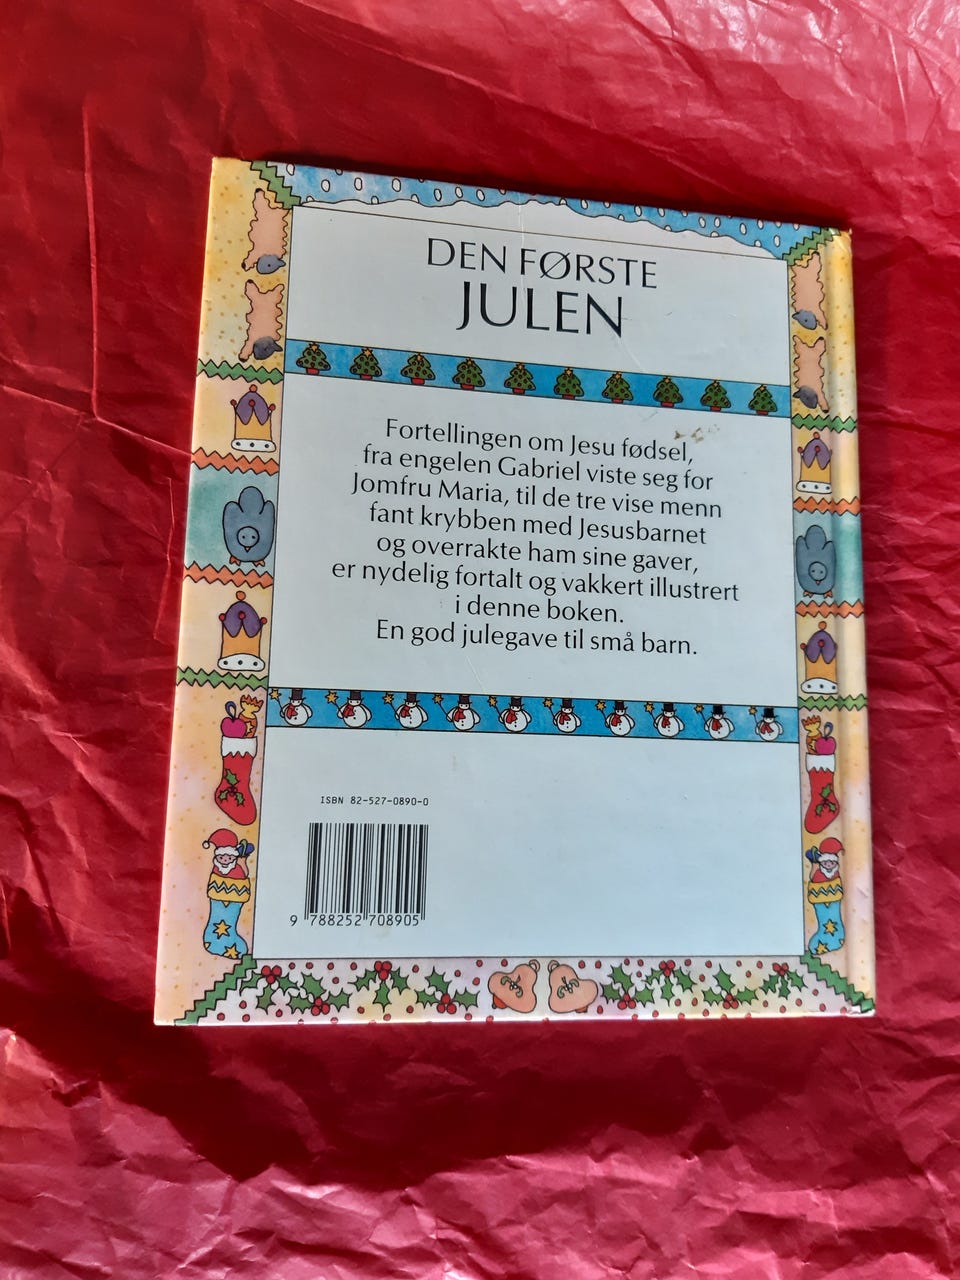 DEN FØRSTE
JULEN
Fortellingen om Jesu fødsel,
fra engelen Gabriel viste seg for
Jomfru Maria, til de tre vise menn
fant krybben med Jesusbarnet
og overrakte ham sine gaver,
er nydelig fortalt og vakkert illustrert
i denne boken.
En god julegave til små barn.
ISBN 82-527-0890-0
9 788252 708905